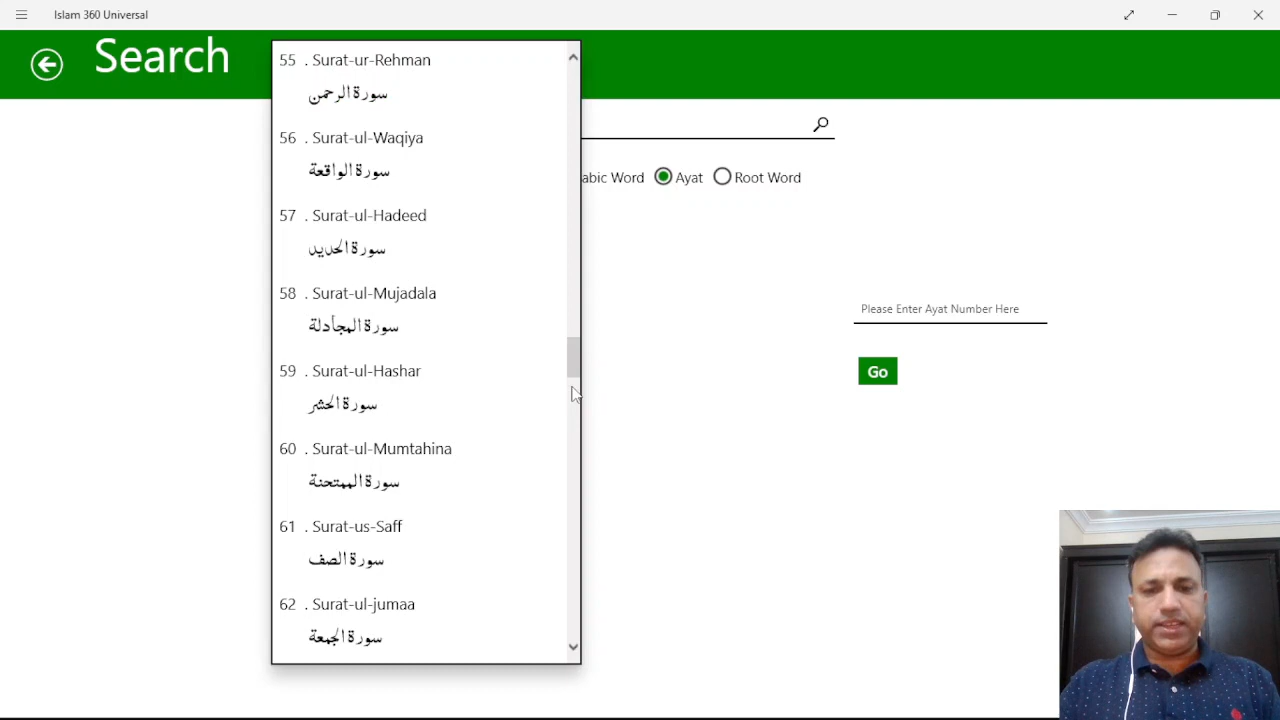 Islam 360 Universal
Search
55 . Surat-ur-Rehman
سورة الرحمن
56 . Surat-ul-Waqiya
سورة الواقعة
57 . Surat-ul-Hadeed
سورة الحديد
58 . Surat-ul-Mujadala
سورة المجأدلة
59 . Surat-ul-Hashar
سورة الحشر
60 . Surat-ul-Mumtahina
سورة الممتحنة
61 . Surat-us-Saff
سورة الصف
62 . Surat-ul-jumaa
سورة الجمعة
abic Word Ayat Root Word
Please Enter Ayat Number Here
Go